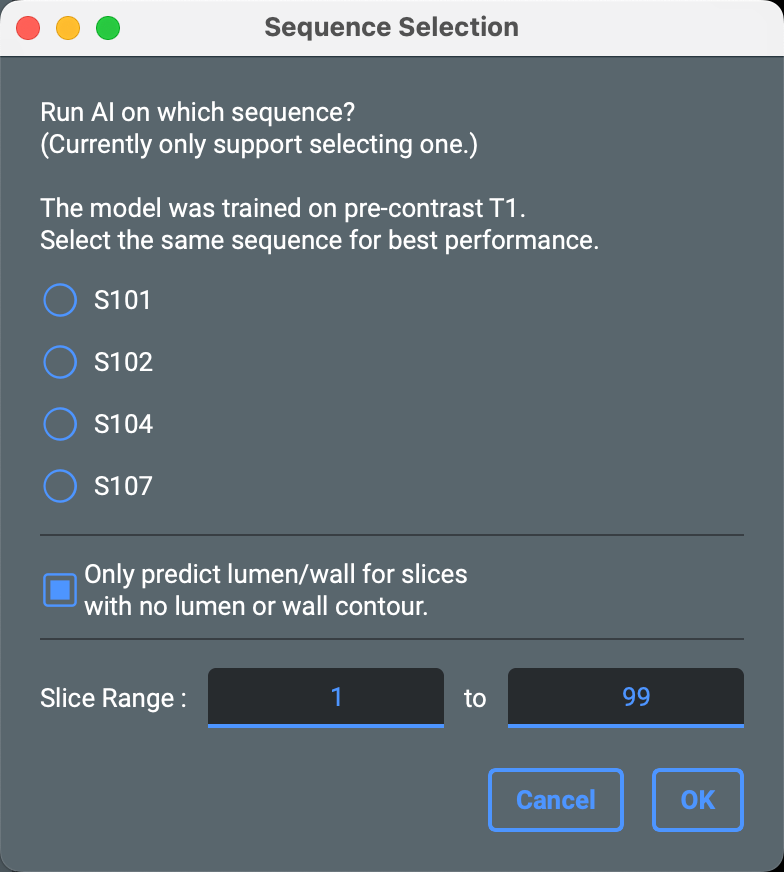 Sequence Selection
Run AI on which sequence?
(Currently only support selecting one.)
The model was trained on pre-contrast T1.
Select the same sequence for best performance.
S101
S102
S104
S107
Only predict lumen/wall for slices
with no lumen or wall contour.
Slice Range : 1 to 99
Cancel OK